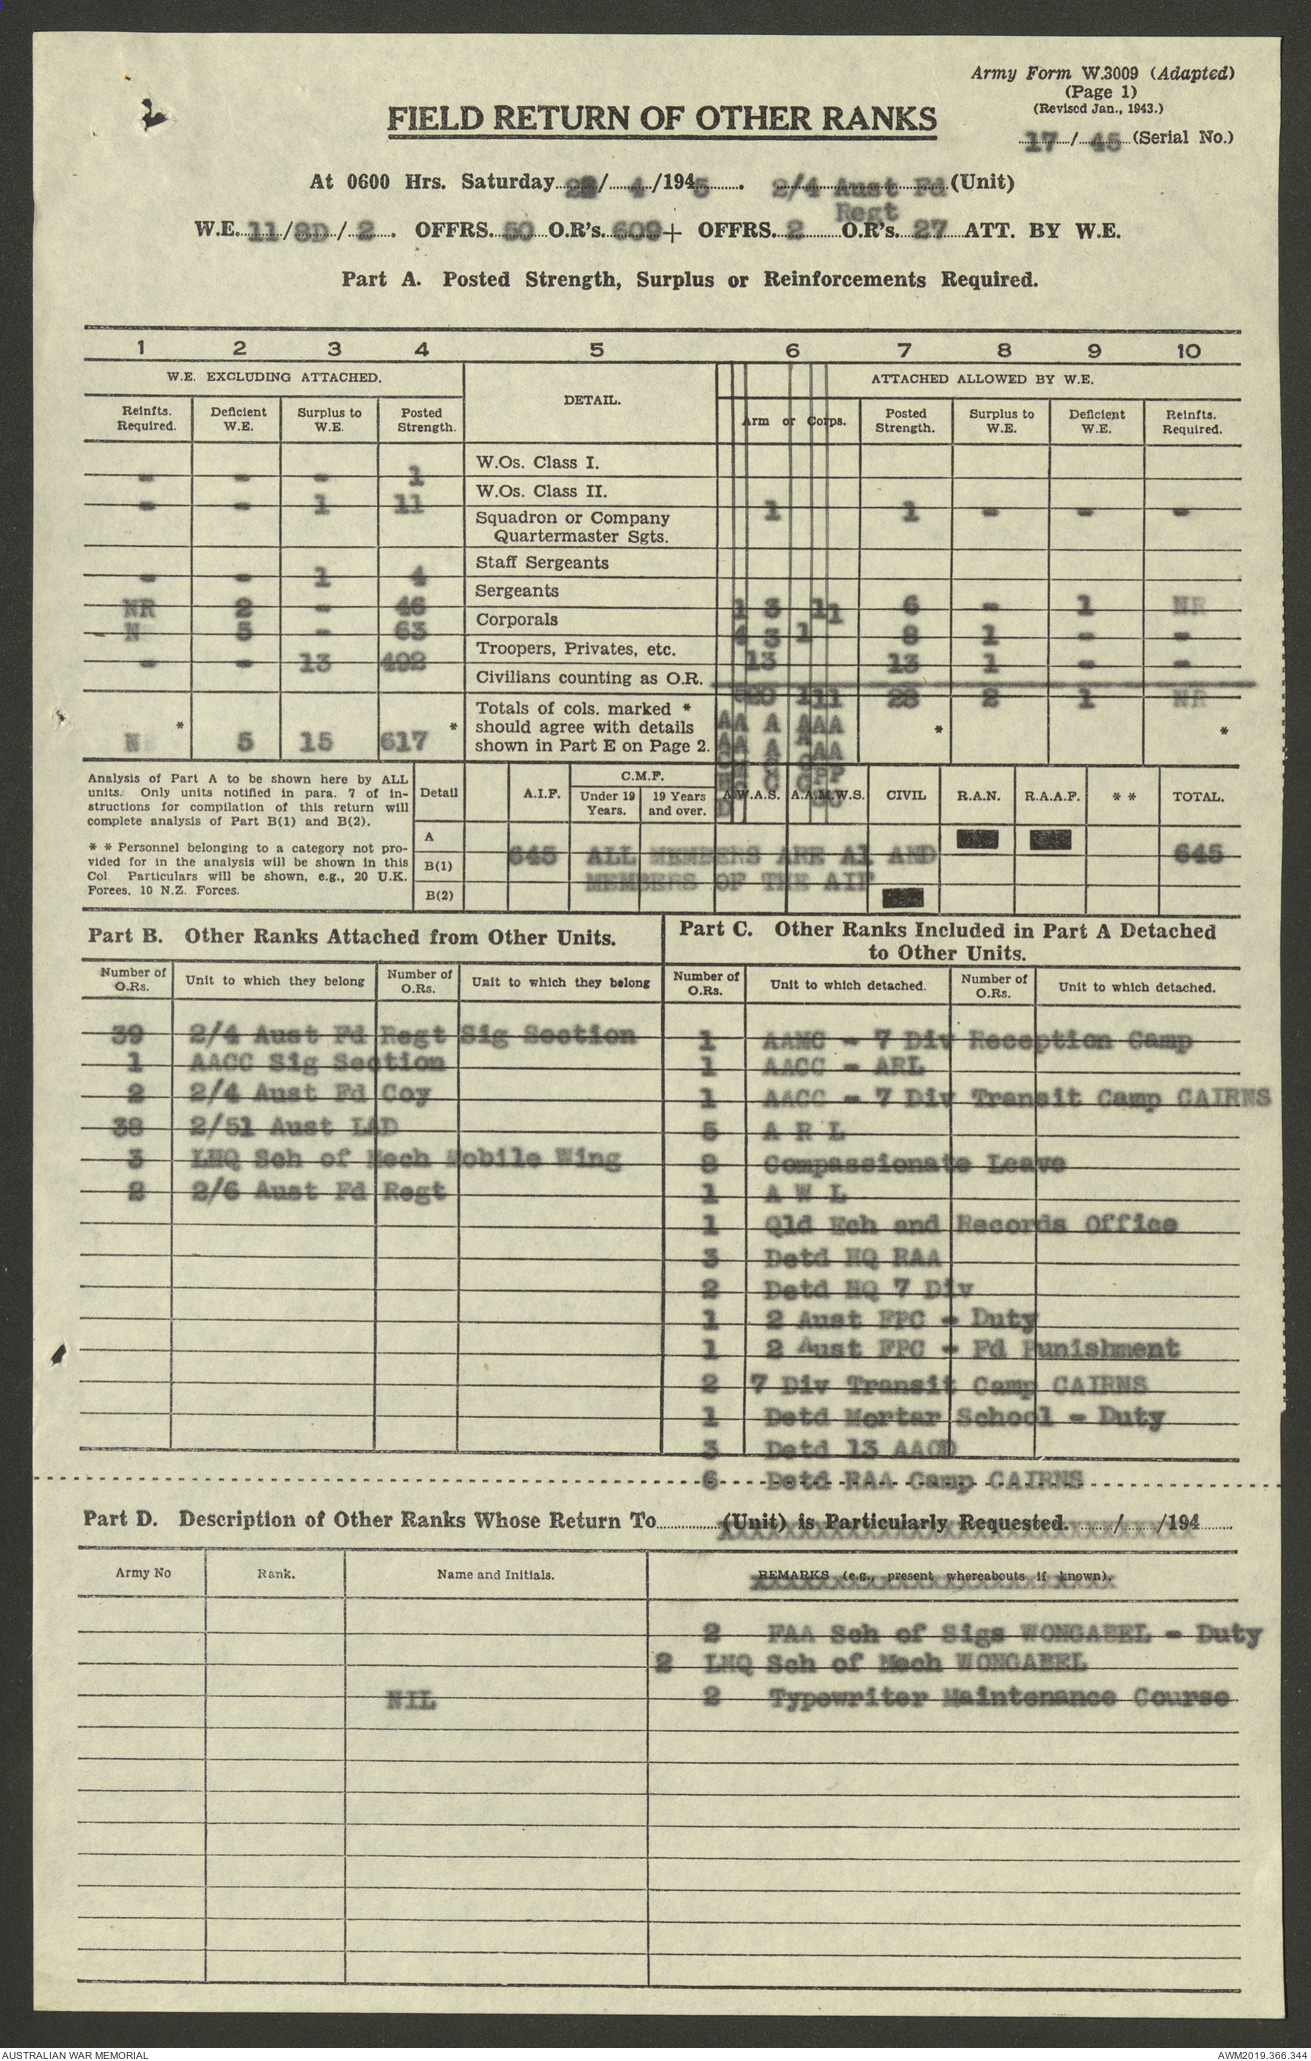 Army Form W.3009 (Adapted)
(Page 1)
(Revised Jan., 1943.)
17 / 45 (Serial No.)
FIELD RETURN OF OTHER RANKS
At 0600 Hrs. Saturday / 4 /1945. 2/4 Aust Fd (Unit)
Regt
W.E. 11/8D/2. OFFRS. 50 O.R's. 609+ OFFRS. 2 O.R's. 27 ATT. BY W.E.
Part A. Posted Strength, Surplus or Reinforcements Required.
1 2 3 4 5 6 7 8 9 10
W.E. EXCLUDING ATTACHED. DETAIL. ATTACHED ALLOWED BY W.E.
Reinfts. Required. Deficient W.E. Surplus to W.E. Posted Strength. Arm or Corps. Posted Strength. Surplus to W.E. Deficient W.E. Reinfts. Required.
- - - 1 W.Os. Class I.
- - 1 11 W.Os. Class II. 1 1 - - -
Squadron or Company
Quartermaster Sgts.
- - 1 4 Staff Sergeants
NR 2 - 46 Sergeants 1 3 1 1 6 - 1 NR
N 5 - 63 Corporals 4 3 1 8 1 - -
- - 13 492 Troopers, Privates, etc. 13 13 1 - -
Civilians counting as O.R.
520 111 28 2 1 NR
* N 5 15 617 * Totals of cols. marked *
should agree with details
shown in Part E on Page 2. * *
Analysis of Part A to be shown here by ALL
units. Only units notified in para. 7 of in-
structions for compilation of this return will
complete analysis of Part B(1) and B(2).
* * Personnel belonging to a category not pro-
vided for in the analysis will be shown in this
Col. Particulars will be shown, e.g., 20 U.K.
Forces, 10 N.Z. Forces.
Detail A.I.F. C.M.F. Under 19 Years. 19 Years and over. A.W.A.S. A.A.M.W.S. CIVIL R.A.N. R.A.A.F. * * TOTAL.
A
645 ALL MEMBERS ARE A1 AND 645
B(1)
MEMBERS OF THE AIF
B(2)
Part B. Other Ranks Attached from Other Units.
Number of O.Rs. Unit to which they belong Number of O.Rs. Unit to which they belong
39 2/4 Aust Fd Regt Sig Section
1 AACC Sig Section
2 2/4 Aust Fd Coy
38 2/51 Aust LAD
3 LHQ Sch of Mech Mobile Wing
2 2/6 Aust Fd Regt
Part C. Other Ranks Included in Part A Detached
to Other Units.
Number of O.Rs. Unit to which detached. Number of O.Rs. Unit to which detached.
1 AAMC - 7 Div Reception Camp
1 AACC - ARL
1 AACC - 7 Div Transit Camp CAIRNS
5 A R L
8 Compassionate Leave
1 A W L
1 Qld Ech and Records Office
3 Detd HQ RAA
2 Detd HQ 7 Div
1 2 Aust FPC - Duty
1 2 Aust FPC - Fd Punishment
2 7 Div Transit Camp CAIRNS
1 Detd Mortar School - Duty
3 Detd 13 AAOD
6 Detd RAA Camp CAIRNS
Part D. Description of Other Ranks Whose Return To (Unit) is Particularly Requested. / /194
Army No Rank. Name and Initials. REMARKS (e.g., present whereabouts if known).
2 FAA Sch of Sigs WONGABEL - Duty
2 LHQ Sch of Mech WONGABEL
NIL 2 Typewriter Maintenance Course
AUSTRALIAN WAR MEMORIAL AWM2019.366.344